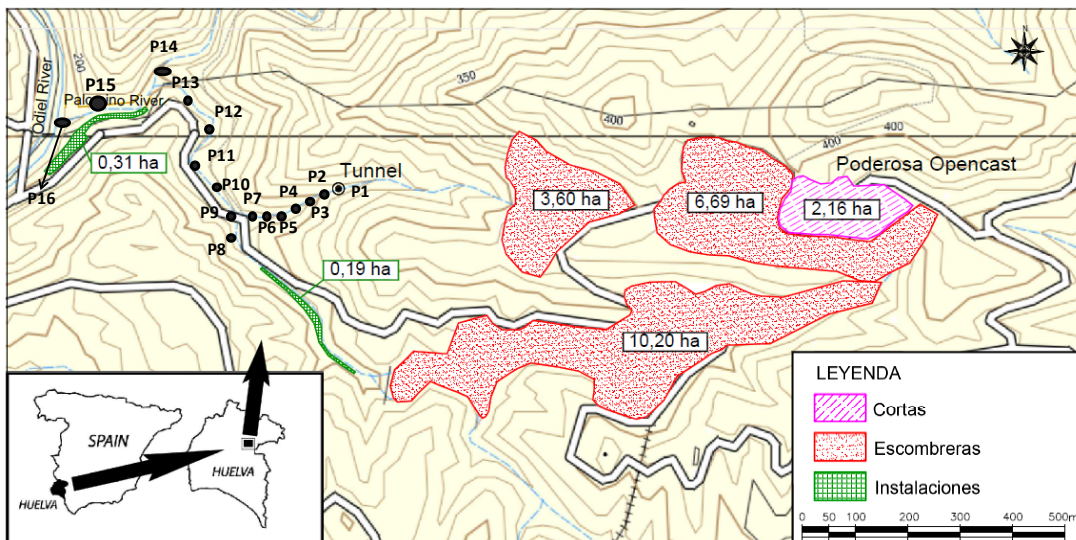 P14
P13
P15
Palomino River
Odiel River
200
P12
350
400
400
400
0,31 ha
P11
Tunnel
Poderosa Opencast
P16
P10
P9
P7
P6
P5
P4
P3
P2
P1
P8
3,60 ha
6,69 ha
2,16 ha
0,19 ha
10,20 ha
N
SPAIN
HUELVA
HUELVA
LEYENDA
Cortas
Escombreras
Instalaciones
0 50 100 200 300 400 500m